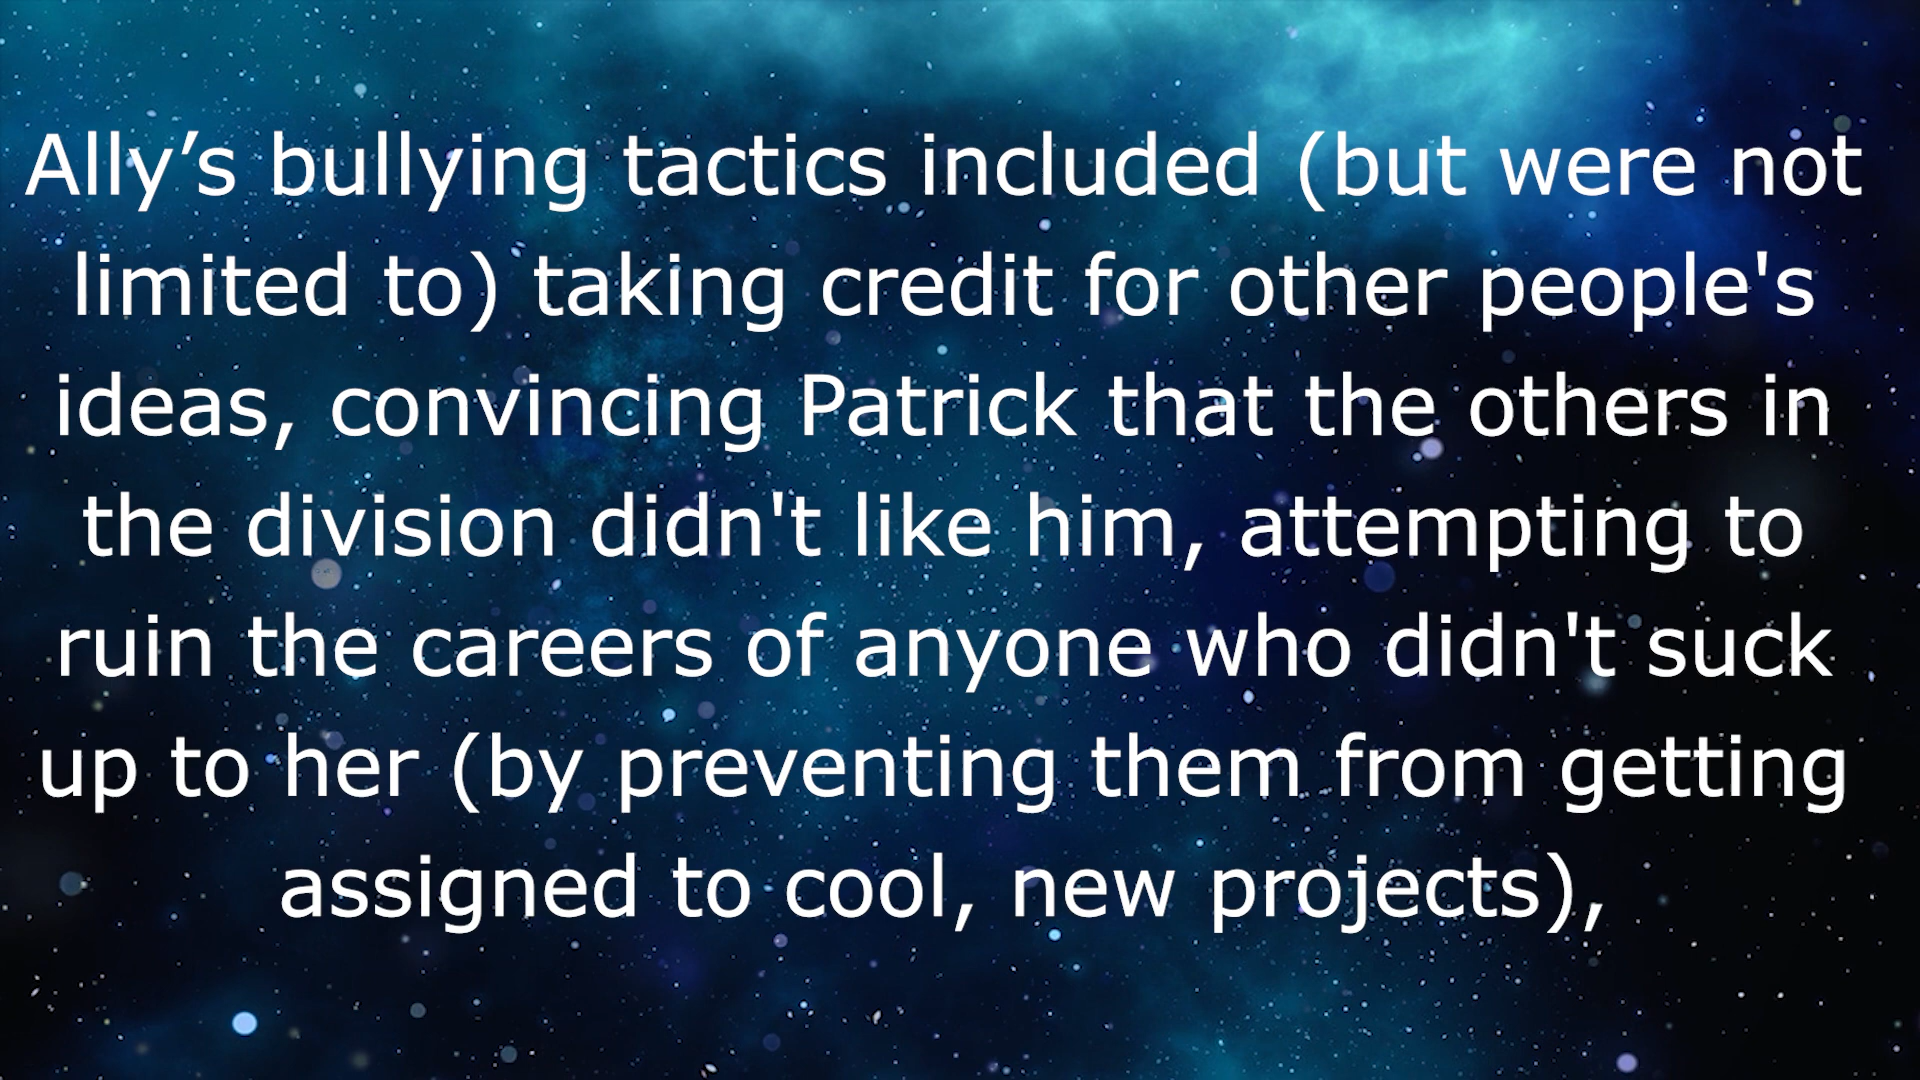 Ally’s bullying tactics included (but were not
limited to) taking credit for other people's
ideas, convincing Patrick that the others in
the division didn't like him, attempting to
ruin the careers of anyone who didn't suck
up to her (by preventing them from getting
assigned to cool, new projects),